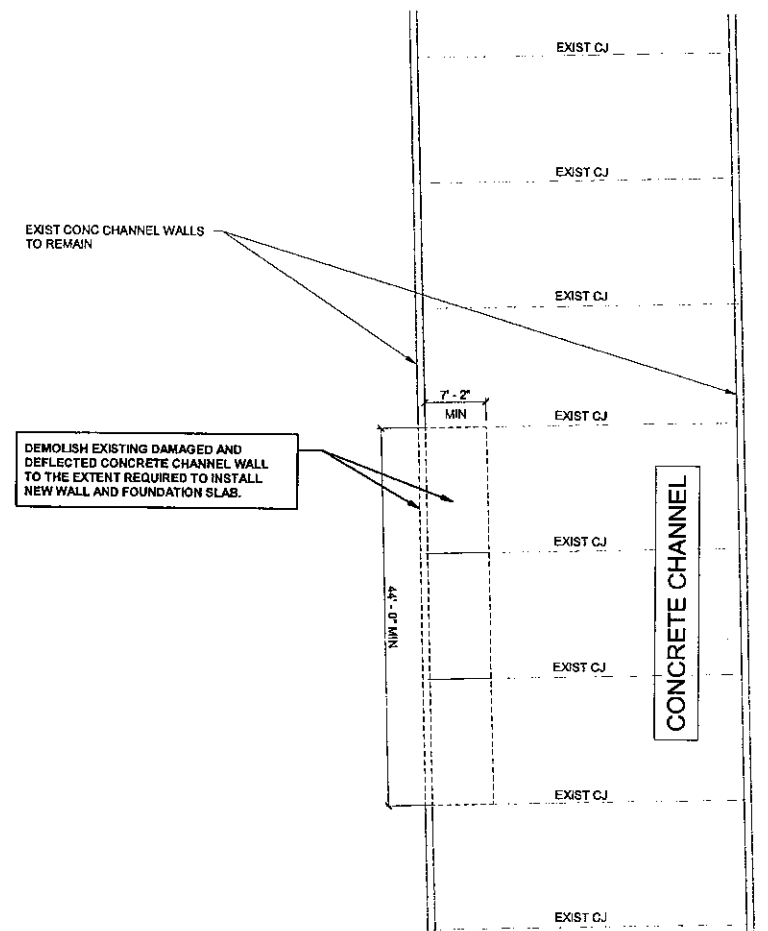 EXIST CJ
EXIST CJ
EXIST CONC CHANNEL WALLS
TO REMAIN
EXIST CJ
7' - 2"
MIN
EXIST CJ
DEMOLISH EXISTING DAMAGED AND
DEFLECTED CONCRETE CHANNEL WALL
TO THE EXTENT REQUIRED TO INSTALL
NEW WALL AND FOUNDATION SLAB.
CONCRETE CHANNEL
EXIST CJ
44' - 0" MIN
EXIST CJ
EXIST CJ
EXIST CJ